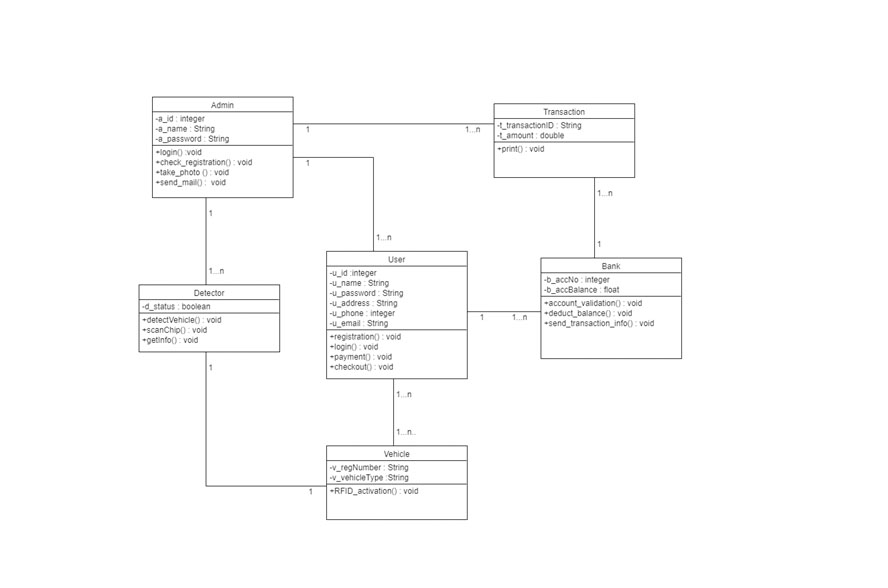 Admin
-a_id : integer
-a_name : String
-a_password : String
+login() :void
+check_registration() : void
+take_photo () : void
+send_mail() :  void
1
1...n
Transaction
-t_transactionID : String
-t_amount : double
+print() : void
1
1...n
1...n
1
1
1...n
User
-u_id :integer
-u_name : String
-u_password : String
-u_address : String
-u_phone : integer
-u_email : String
+registration() : void
+login() : void
+payment() : void
+checkout() : void
Bank
-b_accNo : integer
-b_accBalance : float
+account_validation() : void
+deduct_balance() : void
+send_transaction_info() : void
1
1...n
Detector
-d_status : boolean
+detectVehicle() : void
+scanChip() : void
+getInfo() : void
1
1...n
1...n..
Vehicle
-v_regNumber : String
-v_vehicleType :String
+RFID_activation() : void
1